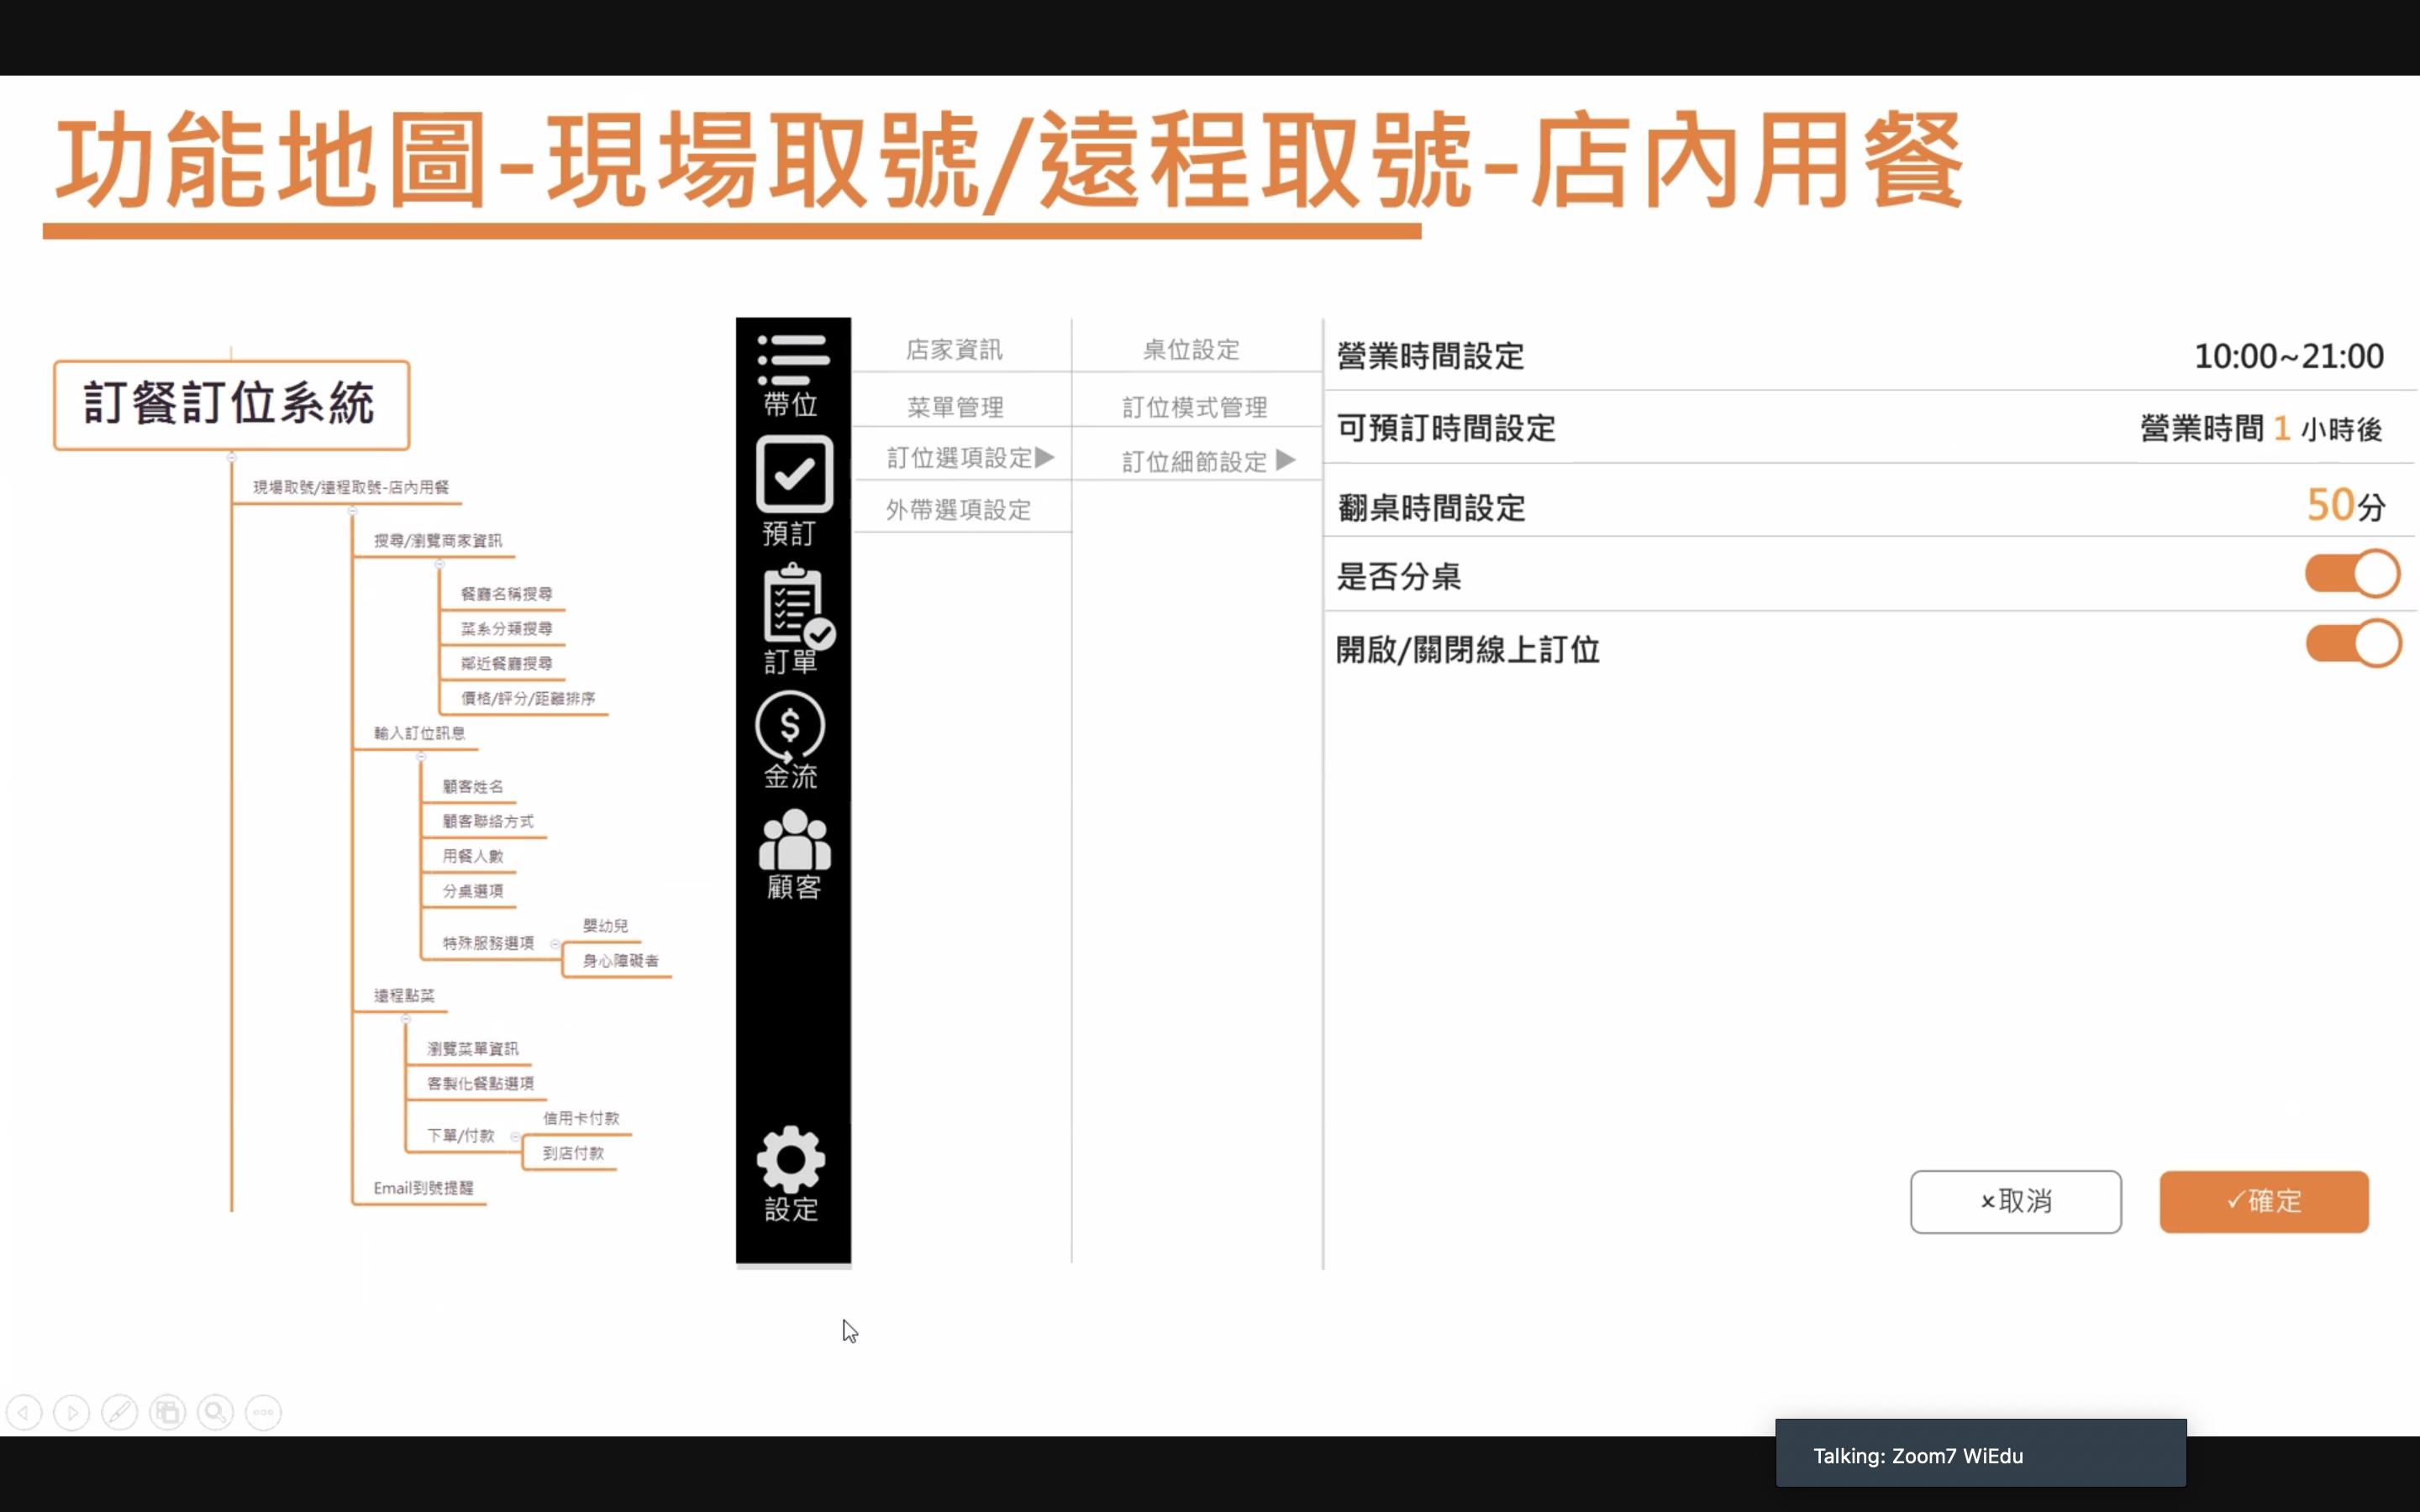 功能地圖-現場取號/遠程取號-店內用餐
訂餐訂位系統
現場取號/遠程取號-店內用餐
搜尋/瀏覽商家資訊
餐廳名稱搜尋
菜系分類搜尋
鄰近餐廳搜尋
價格/評分/距離排序
輸入訂位訊息
顧客姓名
顧客聯絡方式
用餐人數
分桌選項
特殊服務選項
嬰幼兒
身心障礙者
遠程點菜
瀏覽菜單資訊
客製化餐點選項
下單/付款
信用卡付款
到店付款
Email到號提醒
帶位
預訂
訂單
金流
顧客
設定
店家資訊
菜單管理
訂位選項設定▶
外帶選項設定
桌位設定
訂位模式管理
訂位細節設定 ▶
營業時間設定 10:00~21:00
可預訂時間設定 營業時間 1 小時後
翻桌時間設定 50分
是否分桌
開啟/關閉線上訂位
×取消
✓確定
Talking: Zoom7 WiEdu